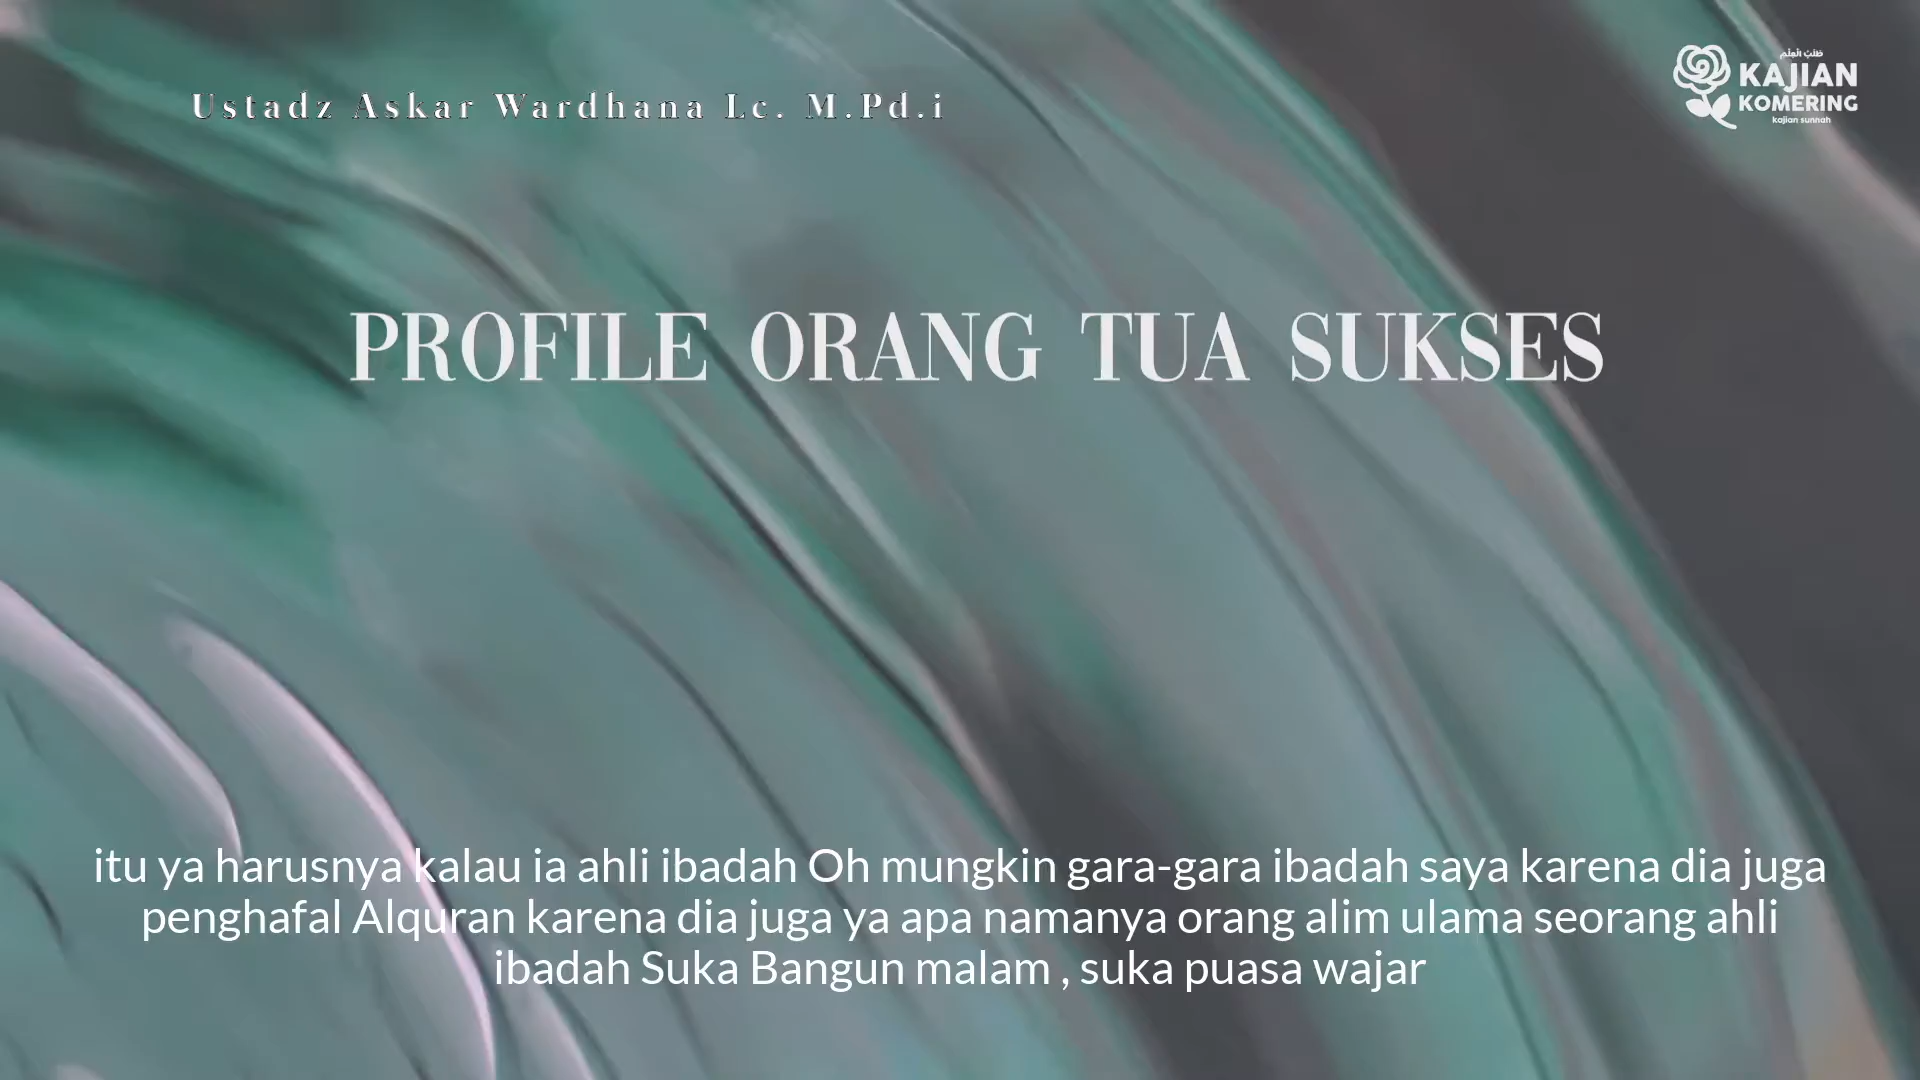 Ustadz Askar Wardhana Lc. M.Pd.i
طلب العلم
KAJIAN
KOMERING
kajian sunnah
PROFILE ORANG TUA SUKSES
itu ya harusnya kalau ia ahli ibadah Oh mungkin gara-gara ibadah saya karena dia juga
penghafal Alquran karena dia juga ya apa namanya orang alim ulama seorang ahli
ibadah Suka Bangun malam , suka puasa wajar